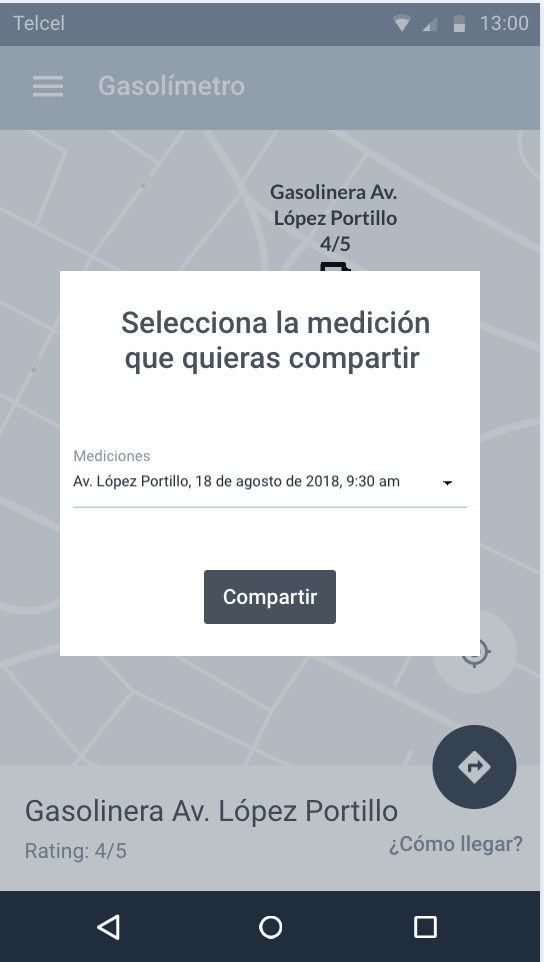 Telcel
13:00
Gasolímetro
Gasolinera Av.
López Portillo
4/5
Selecciona la medición
que quieras compartir
Mediciones
Av. López Portillo, 18 de agosto de 2018, 9:30 am
Compartir
Gasolinera Av. López Portillo
Rating: 4/5
¿Cómo llegar?